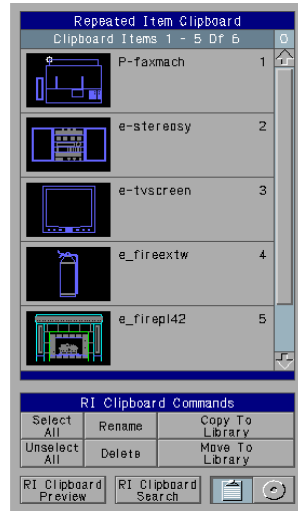 Repeated Item Clipboard
Clipboard Items 1 - 5 Of 6 0
P-faxmach 1
e-stereosy 2
e-tvscreen 3
e_fireextw 4
e_firepl42 5
RI Clipboard Commands
Select All
Rename
Copy To Library
Unselect All
Delete
Move To Library
RI Clipboard Preview
RI Clipboard Search